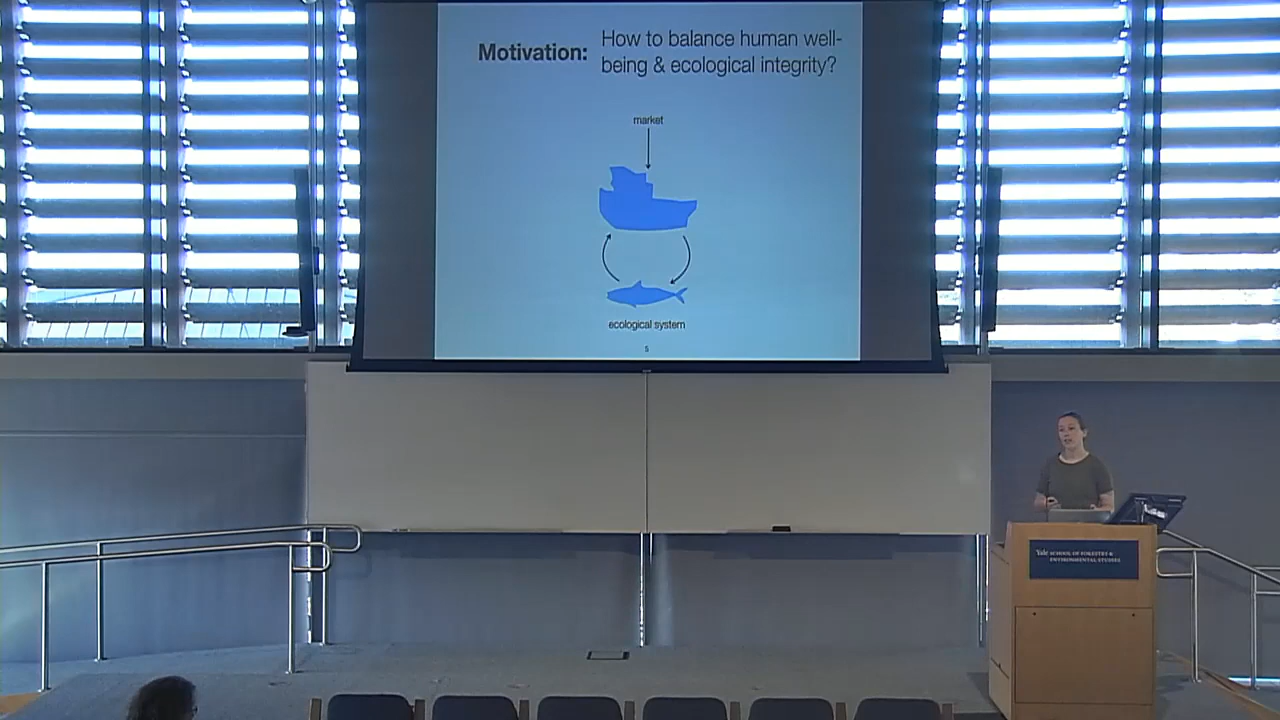 Motivation:
How to balance human well-
being & ecological integrity?
market
ecological system
5
Yale SCHOOL OF FORESTRY &
ENVIRONMENTAL STUDIES